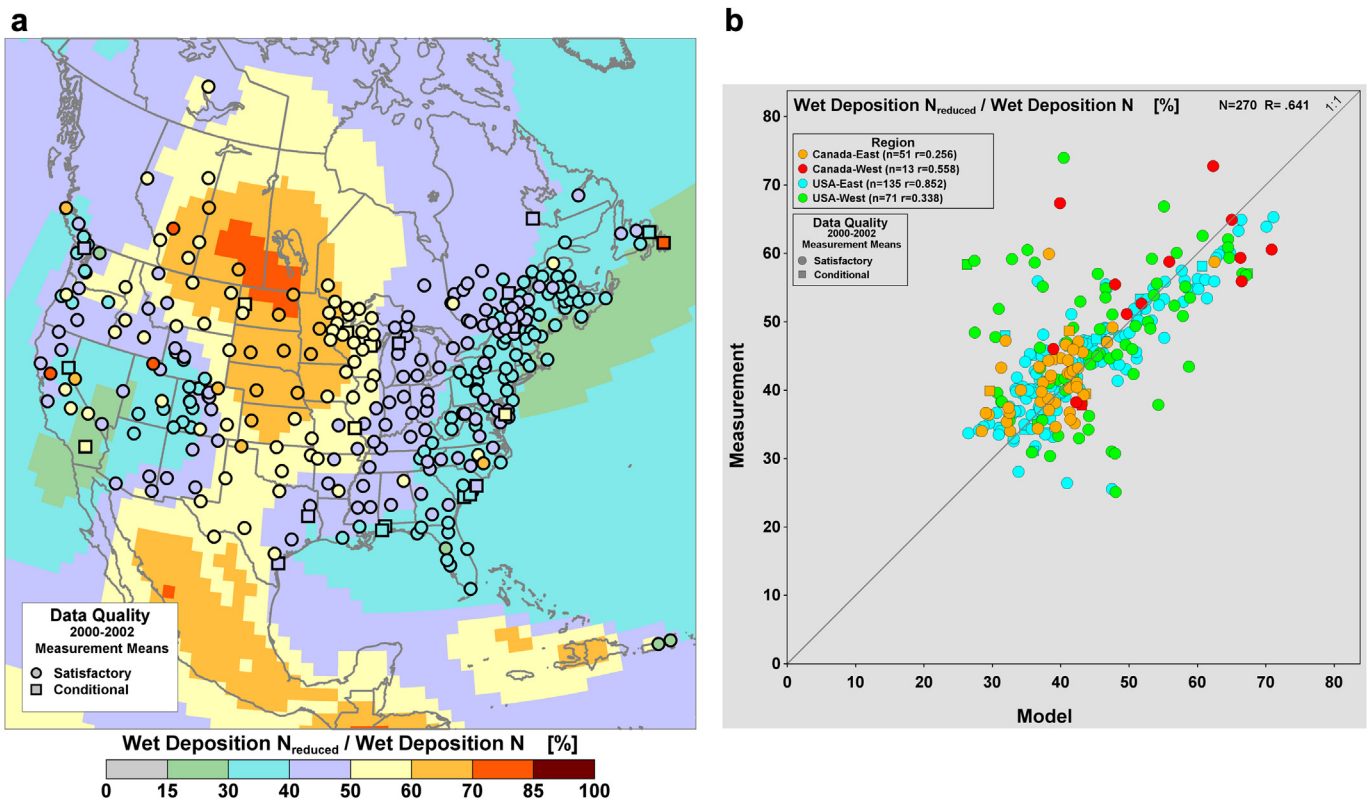 a
Data Quality
2000-2002
Measurement Means
Satisfactory
Conditional
Wet Deposition Nreduced / Wet Deposition N [%]
0 15 30 40 50 60 70 85 100
b
Wet Deposition Nreduced / Wet Deposition N [%] N=270 R= .641 1:1
Region
Canada-East (n=51 r=0.256)
Canada-West (n=13 r=0.558)
USA-East (n=135 r=0.852)
USA-West (n=71 r=0.338)
Data Quality
2000-2002
Measurement Means
Satisfactory
Conditional
Measurement
80
70
60
50
40
30
20
10
0
0 10 20 30 40 50 60 70 80
Model